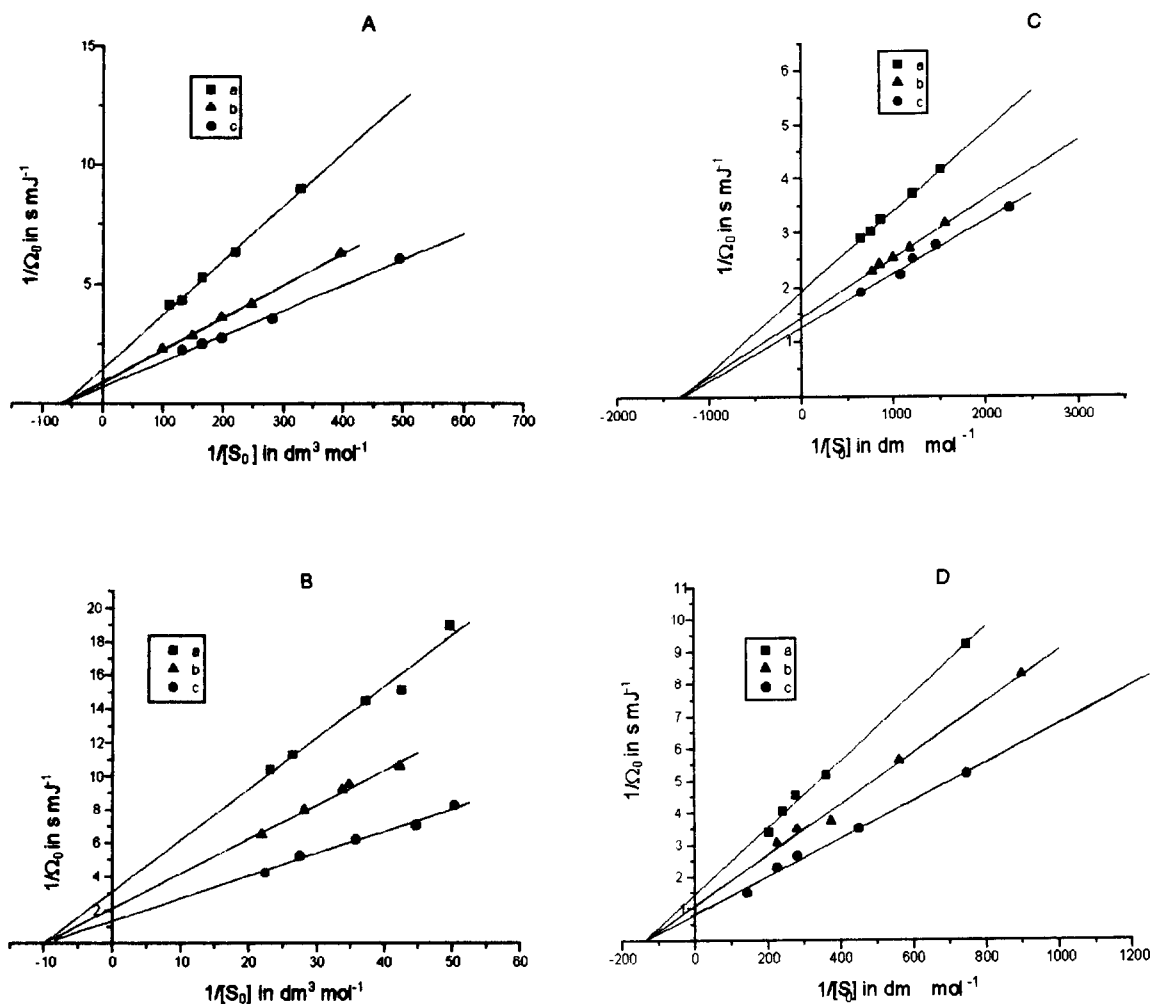 A
15
10
5
-100
0
100
200
300
400
500
600
700
a
b
c
1/Ω₀ in s mJ⁻¹
1/[S₀] in dm³ mol⁻¹
C
6
5
4
3
2
1
-2000
-1000
0
1000
2000
3000
a
b
c
1/Ω₀ in s mJ⁻¹
1/[S₀] in dm mol⁻¹
B
20
18
16
14
12
10
8
6
4
2
-10
0
10
20
30
40
50
60
a
b
c
1/Ω₀ in s mJ⁻¹
1/[S₀] in dm³ mol⁻¹
D
11
10
9
8
7
6
5
4
3
2
1
-200
0
200
400
600
800
1000
1200
a
b
c
1/Ω₀ in s mJ⁻¹
1/[S₀] in dm mol⁻¹